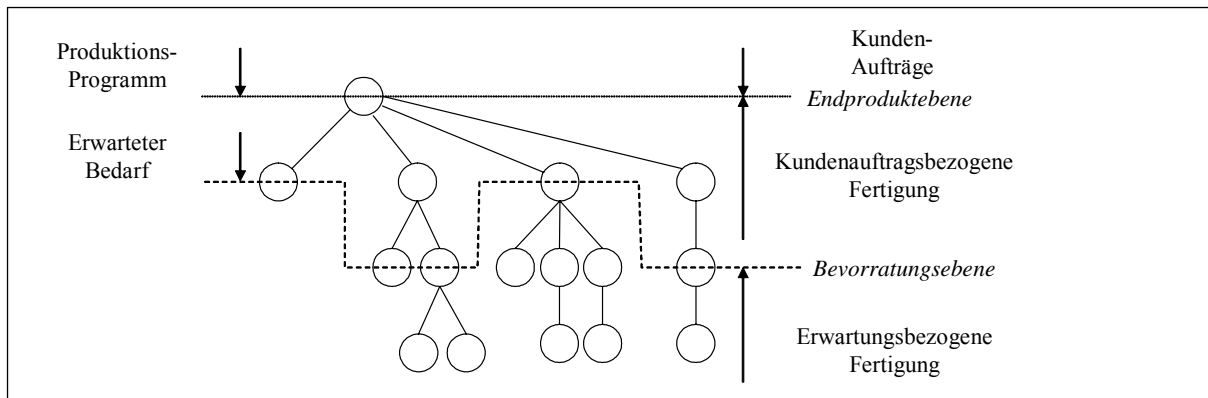 Produktions-
Programm
Kunden-
Aufträge
Endproduktebene
Erwarteter
Bedarf
Kundenauftragsbezogene
Fertigung
Bevorratungsebene
Erwartungsbezogene
Fertigung